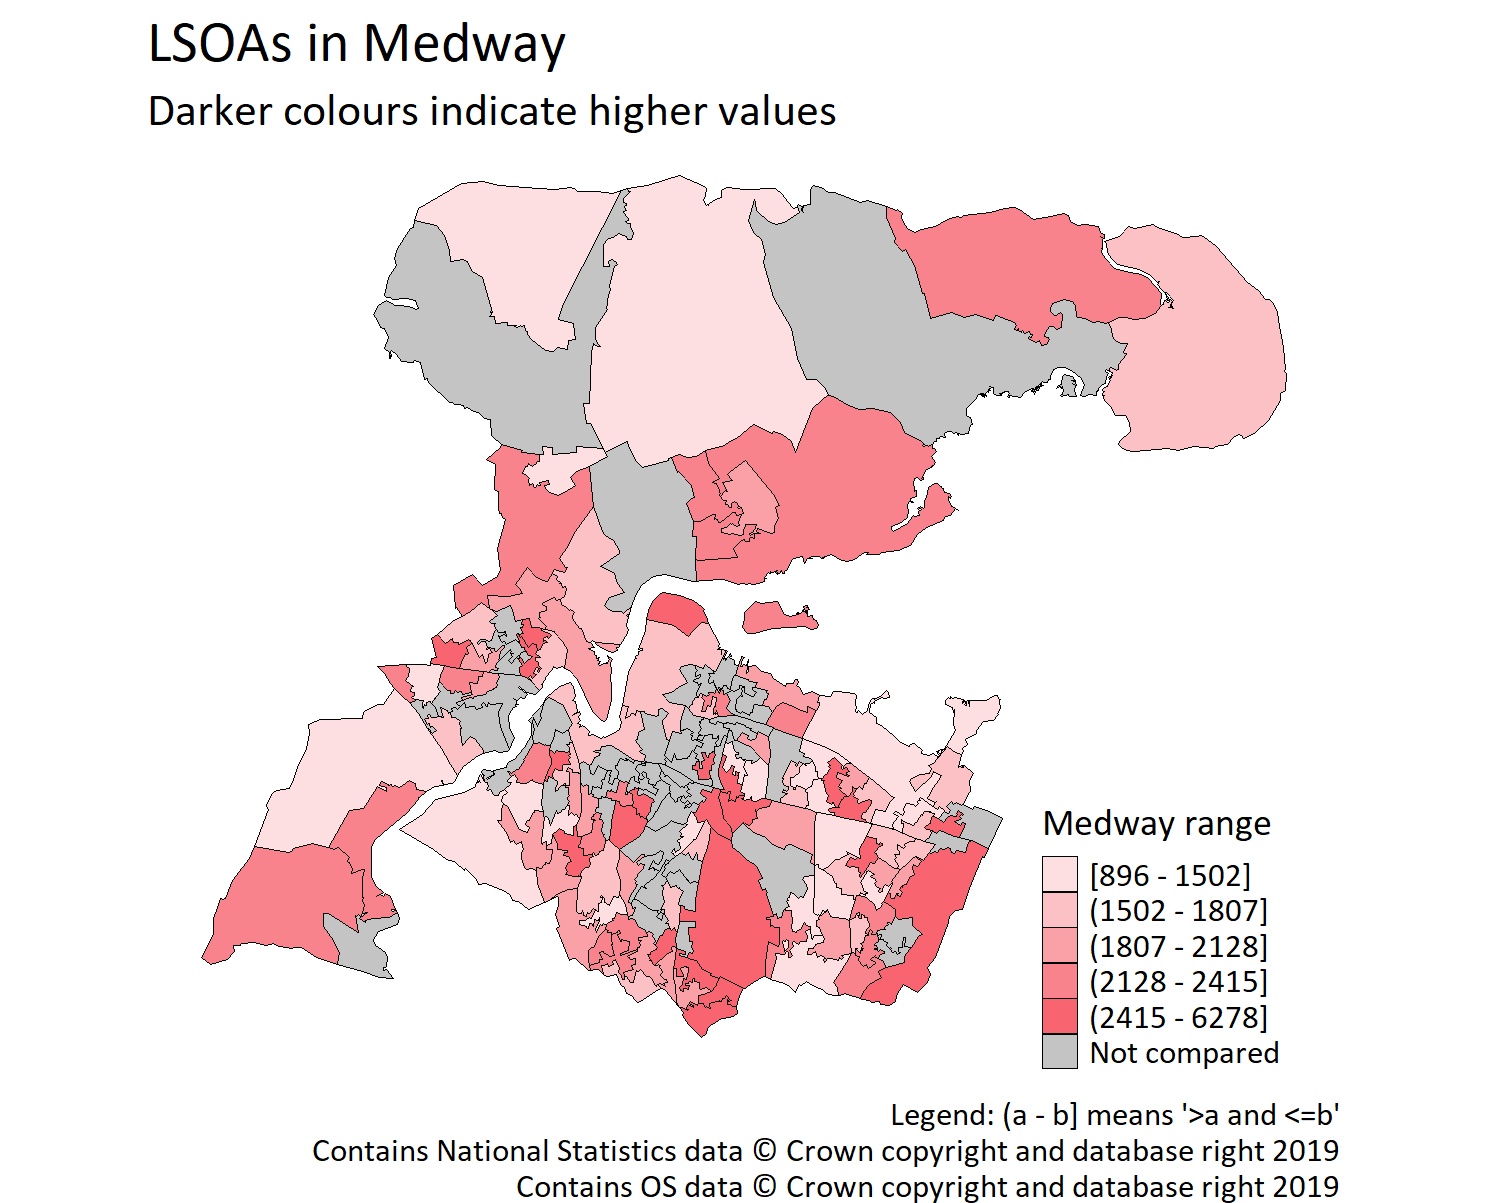 LSOAs in Medway
Darker colours indicate higher values
Medway range
[896 - 1502]
(1502 - 1807]
(1807 - 2128]
(2128 - 2415]
(2415 - 6278]
Not compared
Legend: (a - b] means '>a and <=b'
Contains National Statistics data © Crown copyright and database right 2019
Contains OS data © Crown copyright and database right 2019